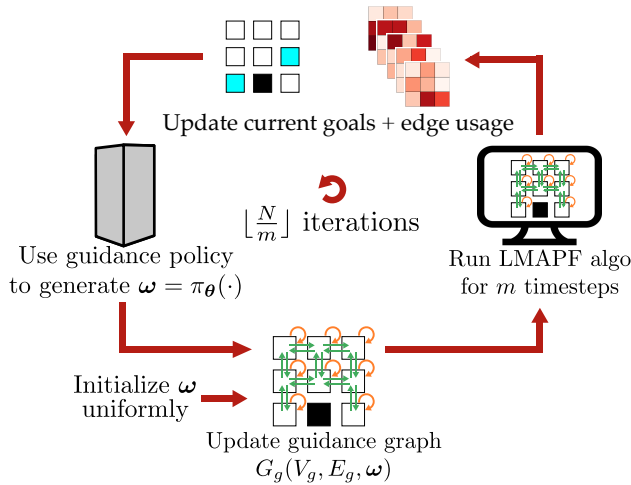 Update current goals + edge usage
⌊N/m⌋ iterations
Use guidance policy
to generate ω = π_θ(·)
Run LMAPF algo
for m timesteps
Initialize ω
uniformly
Update guidance graph
G_g(V_g, E_g, ω)